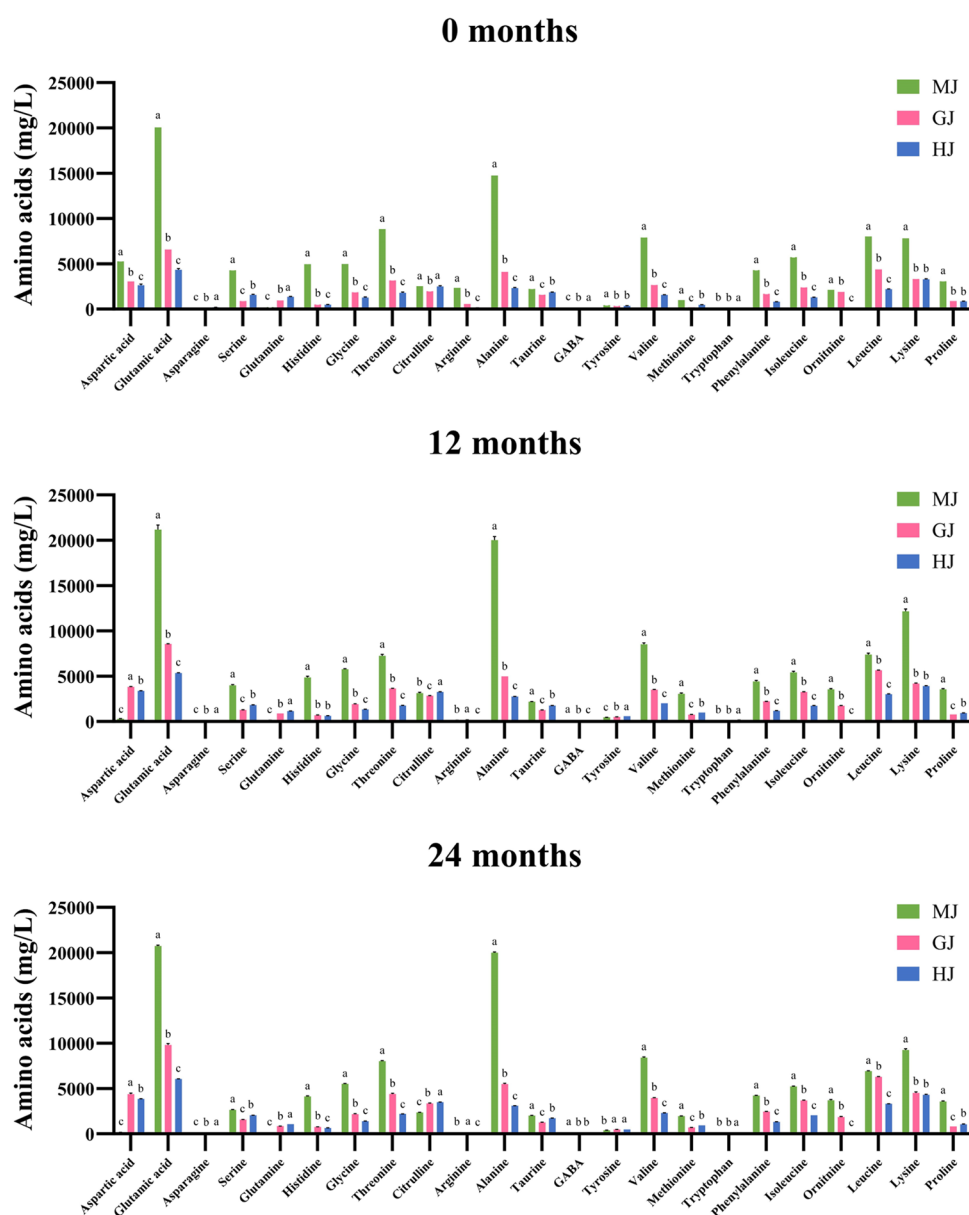 0 months
Amino acids (mg/L)
25000
20000
15000
10000
5000
0
MJ
GJ
HJ
a b c a b c c b a a c b c b a a b b a b c a b c a b a a b c a b c a c b c b a a b b a b c a c b b b a a b c a b c a b c a b c a b b a b b
Aspartic acid
Glutamic acid
Asparagine
Serine
Glutamine
Histidine
Glycine
Threonine
Citrulline
Arginine
Alanine
Taurine
GABA
Tyrosine
Valine
Methionine
Tryptophan
Phenylalanine
Isoleucine
Ornitnine
Leucine
Lysine
Proline
12 months
Amino acids (mg/L)
25000
20000
15000
10000
5000
0
MJ
GJ
HJ
c a b a b c c b a a c b c b a a b c a b c a b c b c a b a c a b c a c b a b c c b a a b c a c b c b a a b c a b c a b c a b c a b c a c b
Aspartic acid
Glutamic acid
Asparagine
Serine
Glutamine
Histidine
Glycine
Threonine
Citrulline
Arginine
Alanine
Taurine
GABA
Tyrosine
Valine
Methionine
Tryptophan
Phenylalanine
Isoleucine
Ornitnine
Leucine
Lysine
Proline
24 months
Amino acids (mg/L)
25000
20000
15000
10000
5000
0
MJ
GJ
HJ
c a b a b c c b a a c b c b a a b c a b c a b c c b a b a c a b c a c b a b b b a a a b c a c b b b a a b c a b c a b c a b c a b c a c b
Aspartic acid
Glutamic acid
Asparagine
Serine
Glutamine
Histidine
Glycine
Threonine
Citrulline
Arginine
Alanine
Taurine
GABA
Tyrosine
Valine
Methionine
Tryptophan
Phenylalanine
Isoleucine
Ornitnine
Leucine
Lysine
Proline